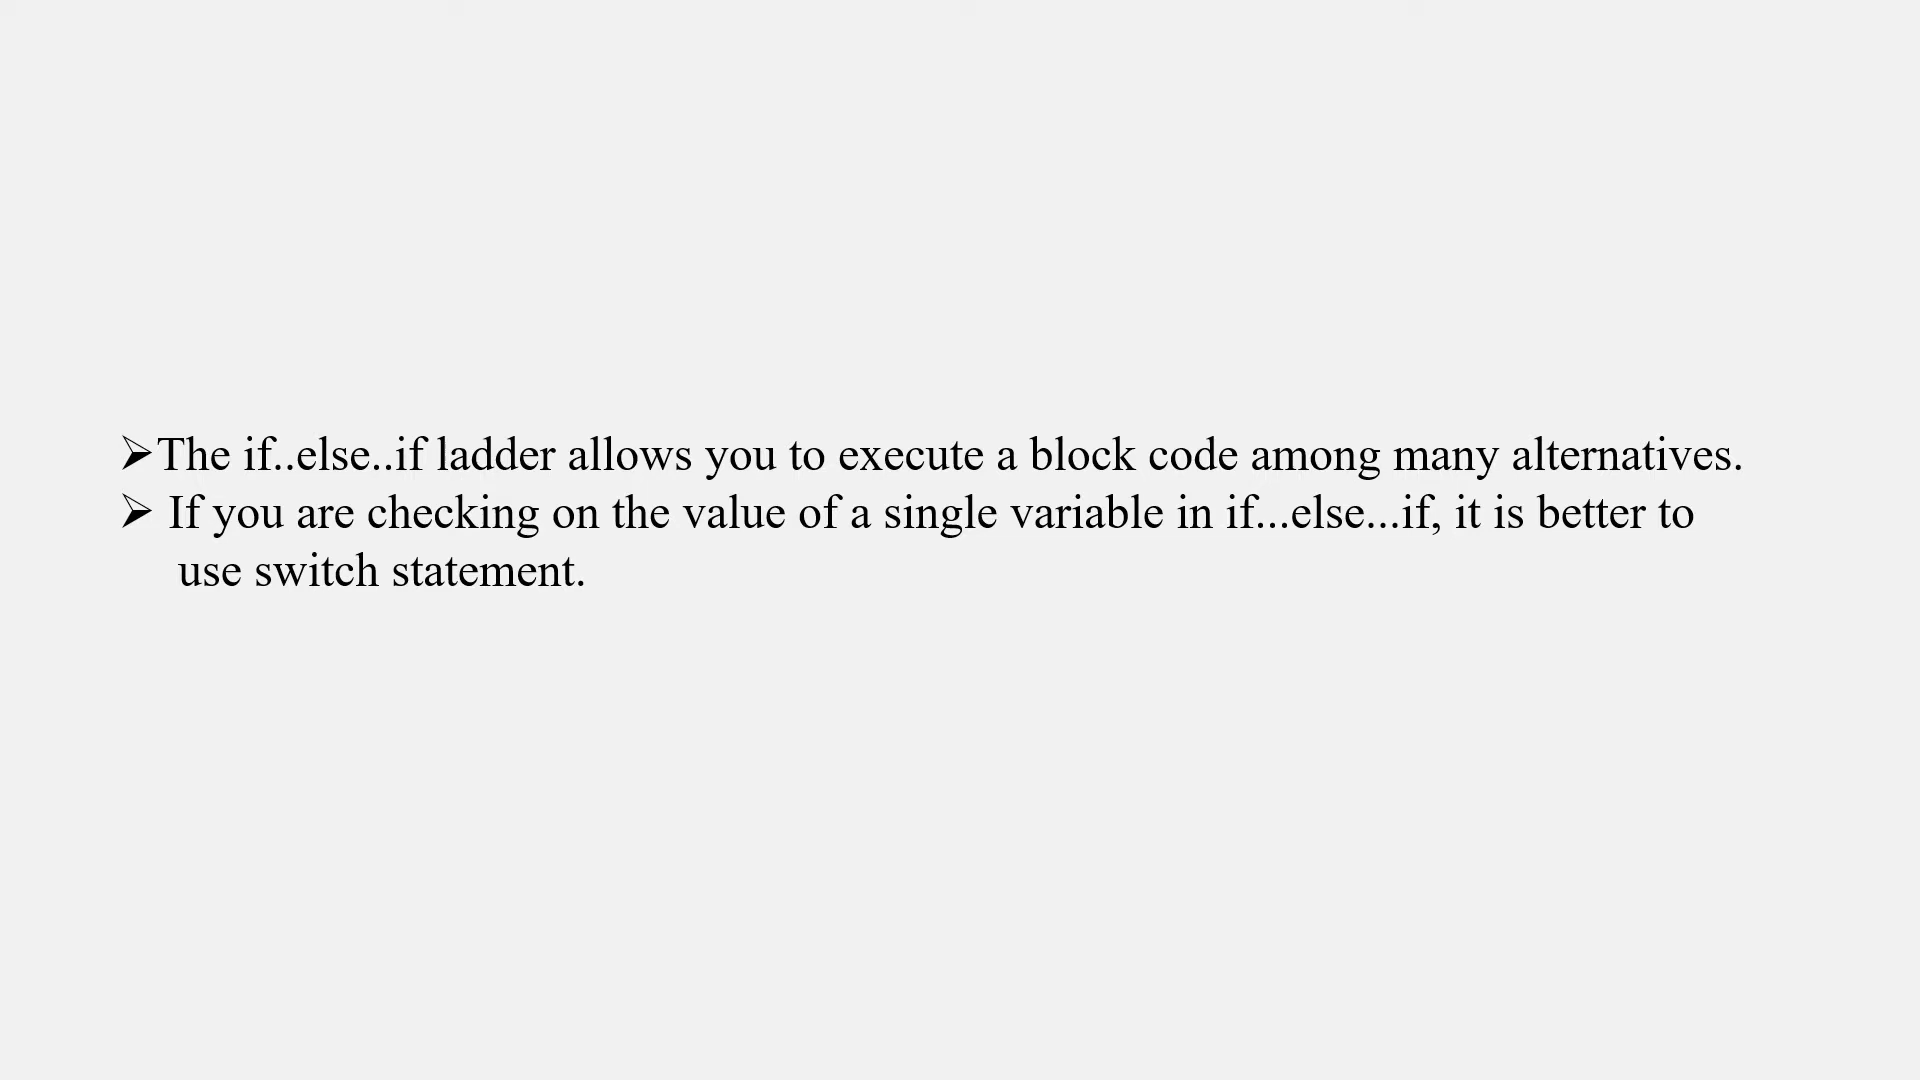 ➢The if..else..if ladder allows you to execute a block code among many alternatives.
➢ If you are checking on the value of a single variable in if...else...if, it is better to
use switch statement.